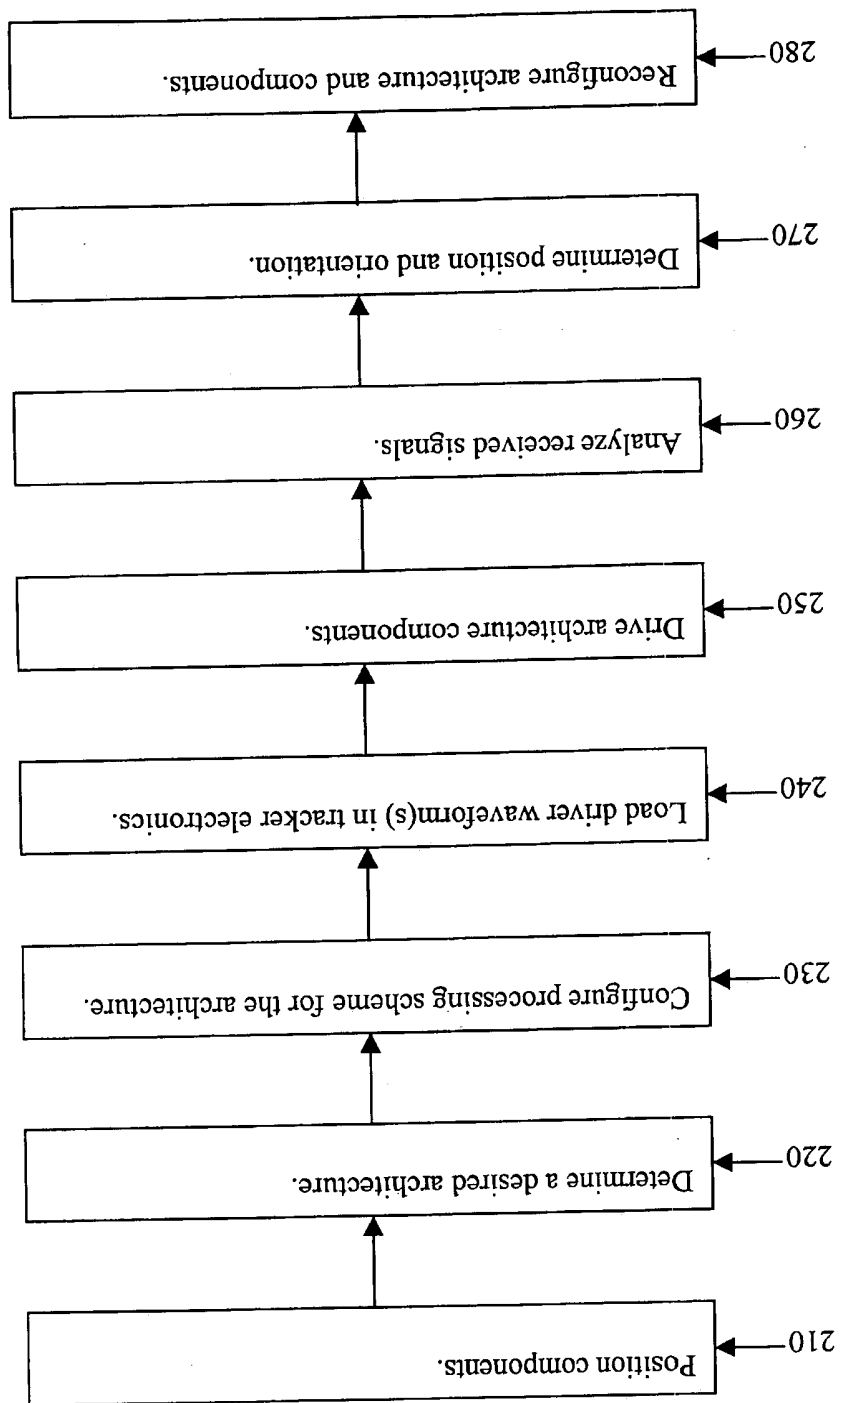 210
Position components.
220
Determine a desired architecture.
230
Configure processing scheme for the architecture.
240
Load driver waveform(s) in tracker electronics.
250
Drive architecture components.
260
Analyze received signals.
270
Determine position and orientation.
280
Reconfigure architecture and components.